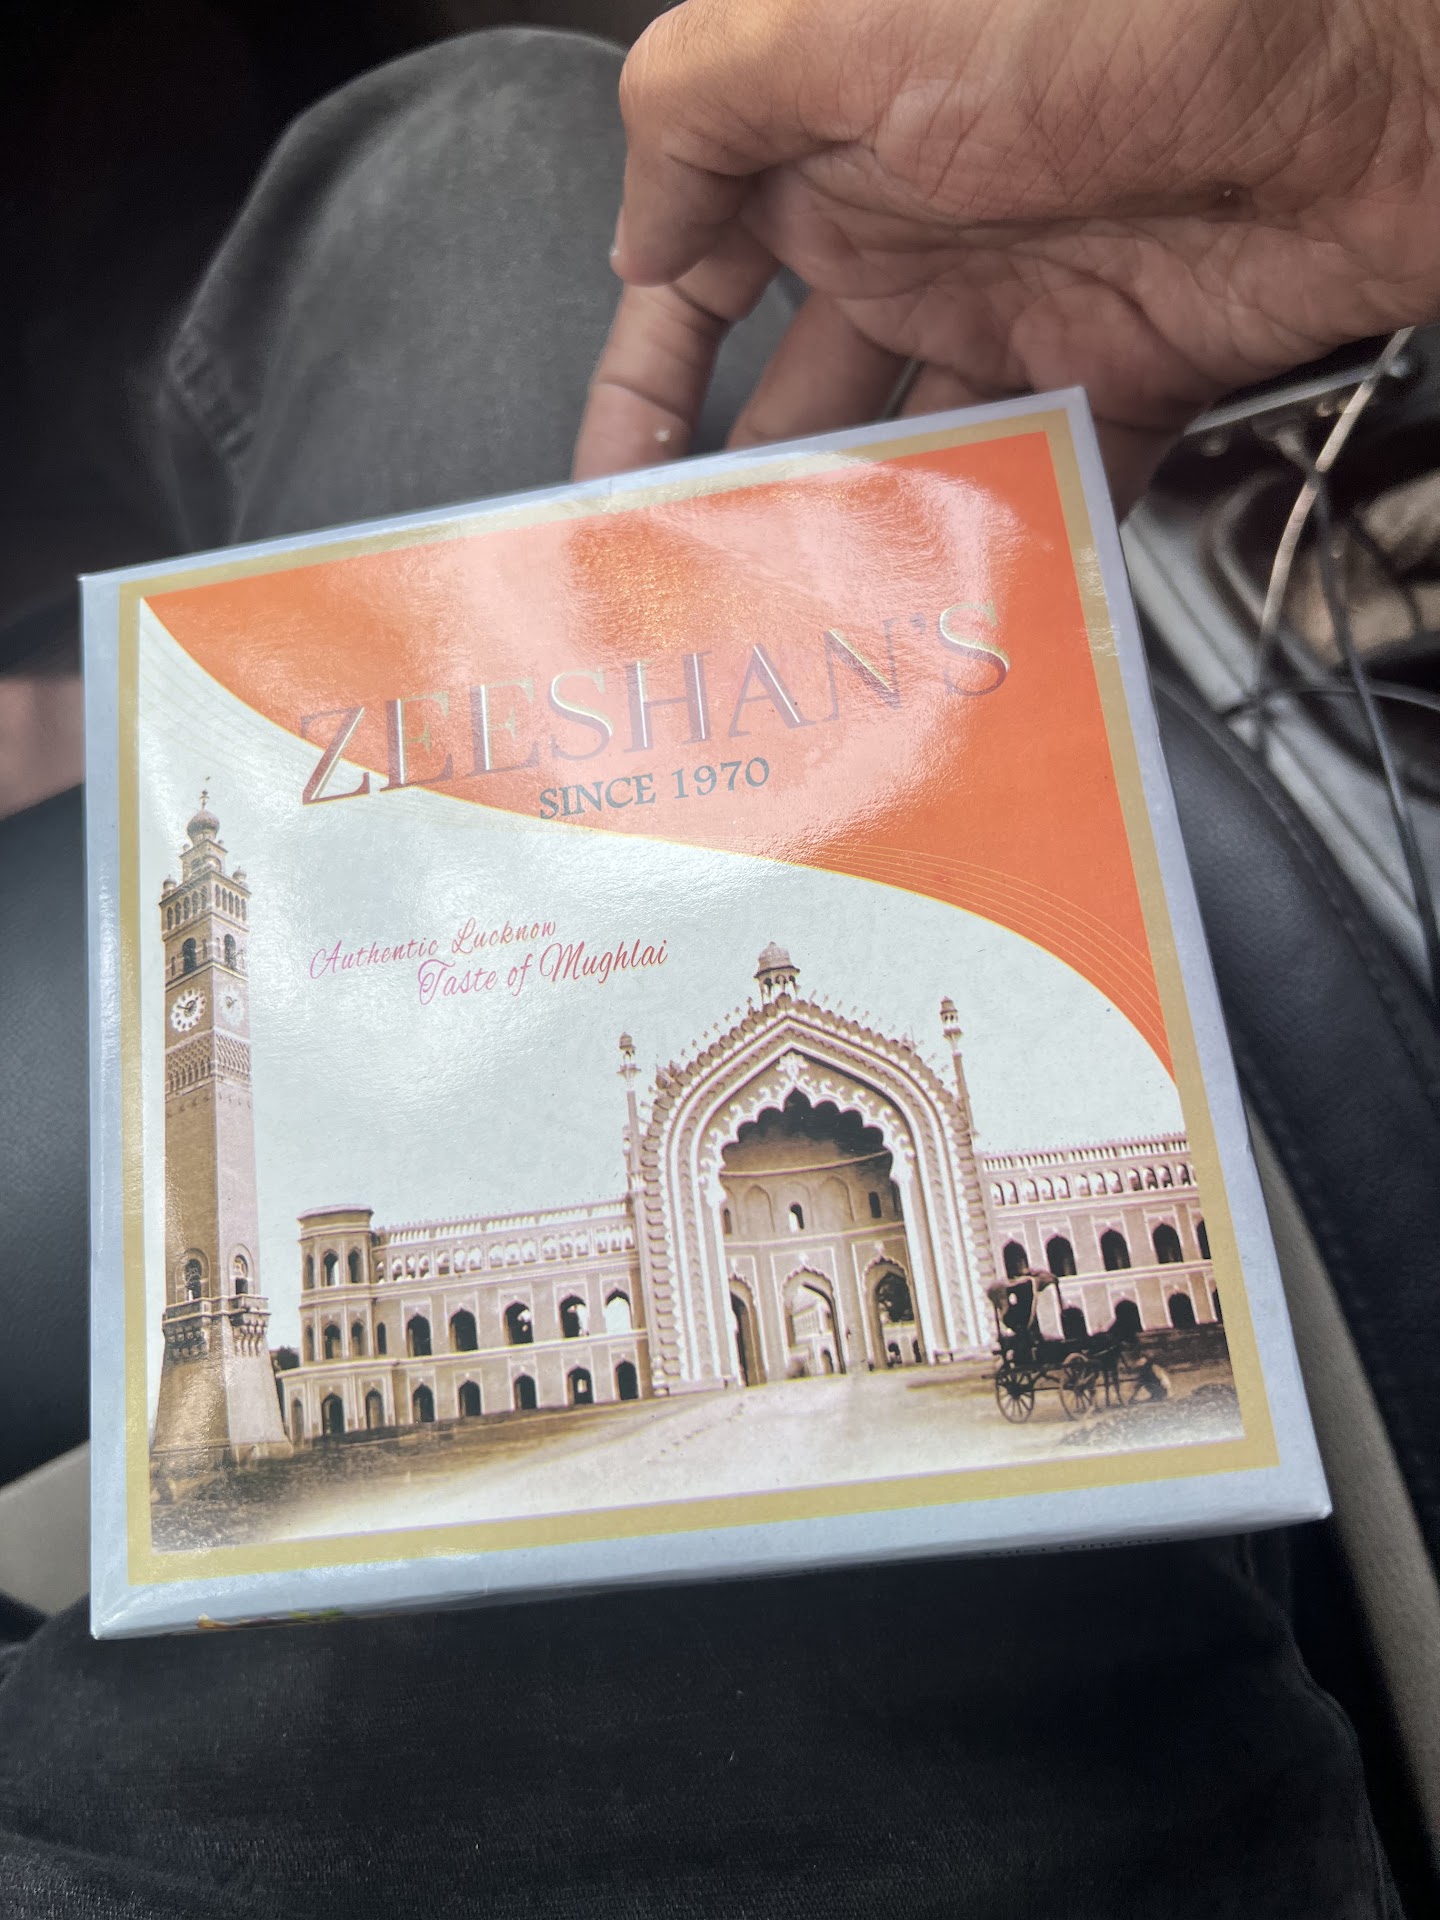 ZEESHAN'S
SINCE 1970
Authentic Lucknow
Taste of Mughlai